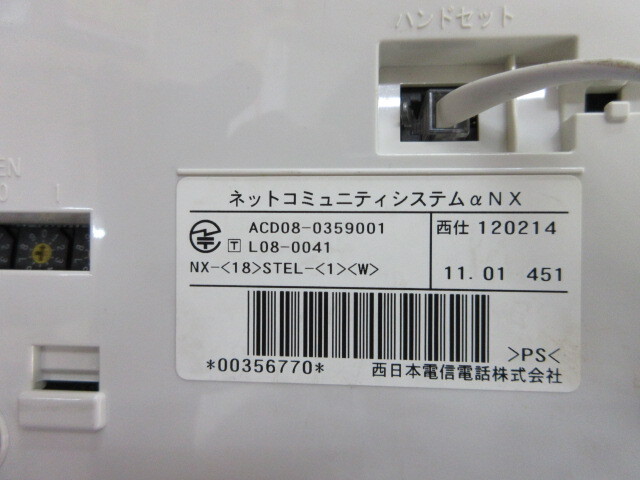 ハンドセット
EN
L
ネットコミュニティシステムαNX
ACD08-0359001
T L08-0041
NX-<18>STEL-<1><W>
西仕 120214
11.01 451
*00356770*
>PS<
西日本電信電話株式会社